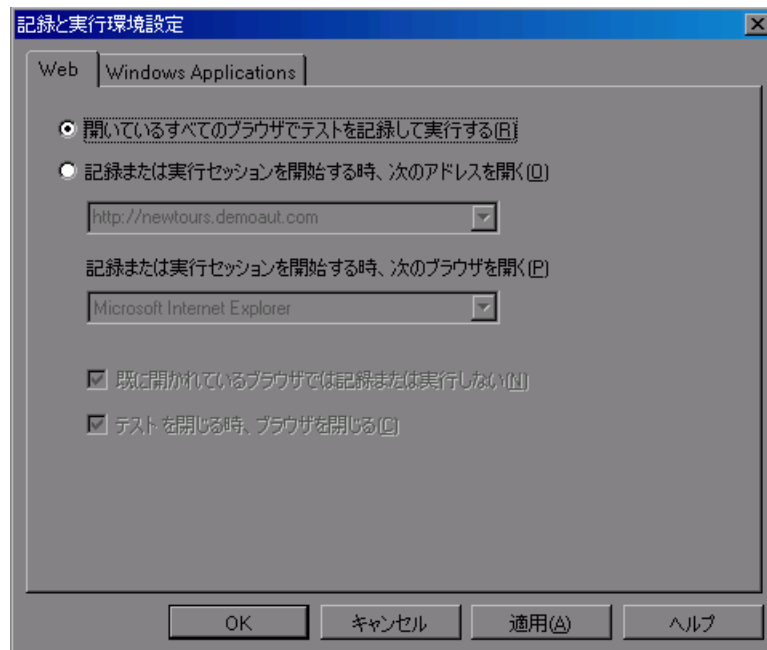 記録と実行環境設定
Web
Windows Applications
開いているすべてのブラウザでテストを記録して実行する(R)
記録または実行セッションを開始する時、次のアドレスを開く(O)
http://newtours.demoaut.com
記録または実行セッションを開始する時、次のブラウザを開く(P)
Microsoft Internet Explorer
既に開かれているブラウザでは記録または実行しない(N)
テストを閉じる時、ブラウザを閉じる(C)
OK
キャンセル
適用(A)
ヘルプ